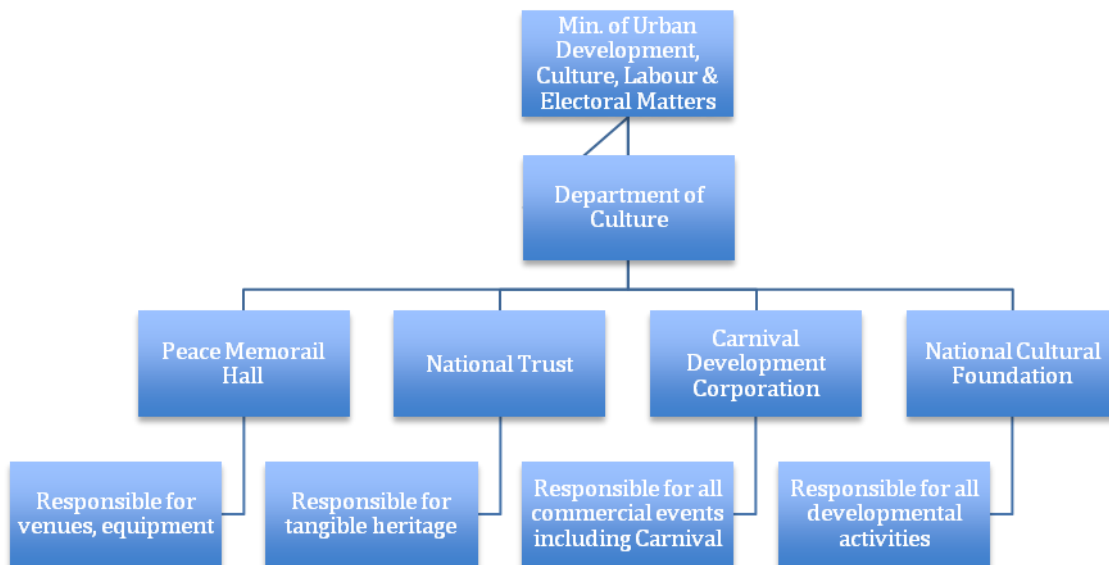 Min. of Urban
Development,
Culture, Labour &
Electoral Matters
Department of
Culture
Peace Memorail
Hall
National Trust
Carnival
Development
Corporation
National Cultural
Foundation
Responsible for
venues, equipment
Responsible for
tangible heritage
Responsible for all
commercial events
including Carnival
Responsible for all
developmental
activities